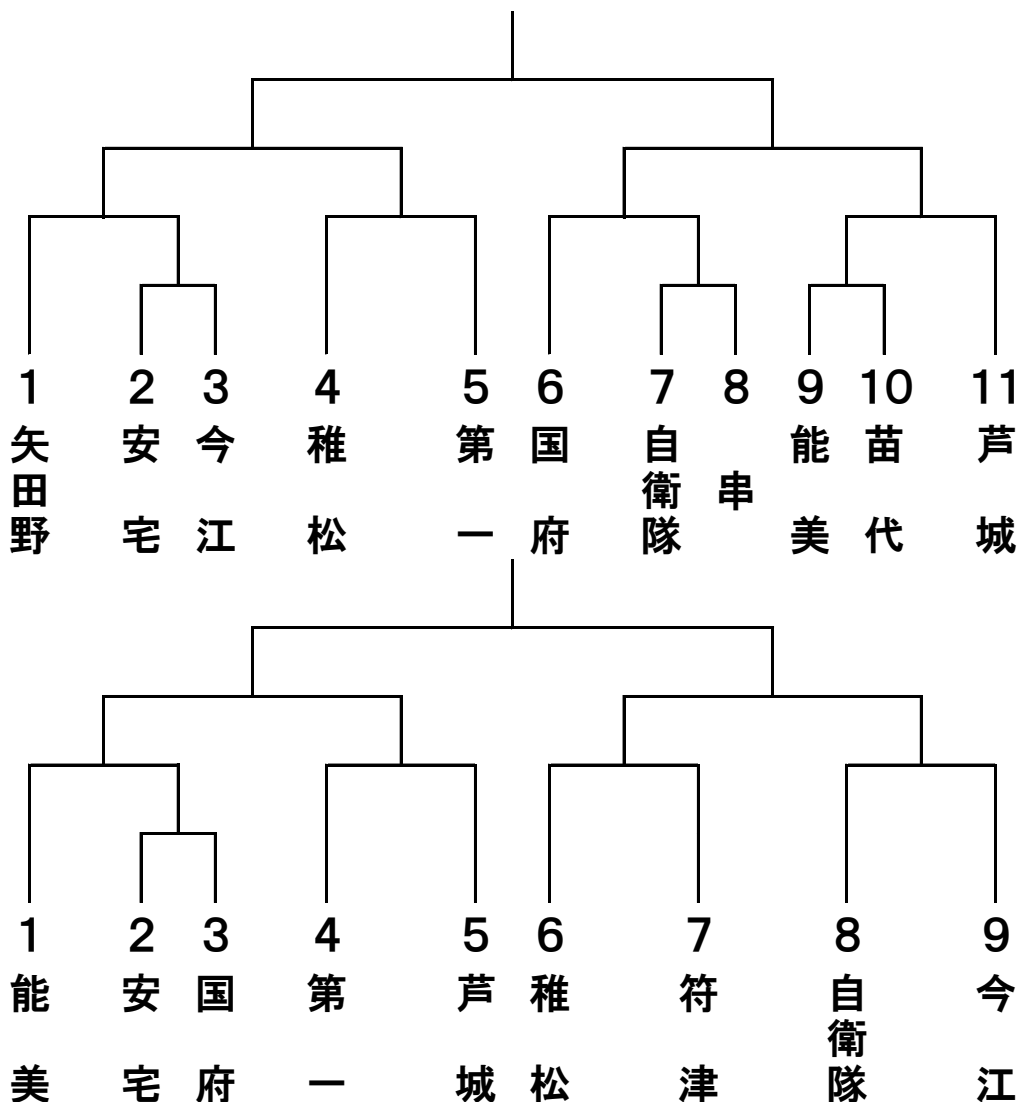 1 2 3 4 5 6 7 8 9 10 11
矢田野 安宅 今江 稚松 第一 国府 自衛隊 串 能美 苗代 芦城
1 2 3 4 5 6 7 8 9
能美 安宅 国府 第一 芦城 稚松 符津 自衛隊 今江